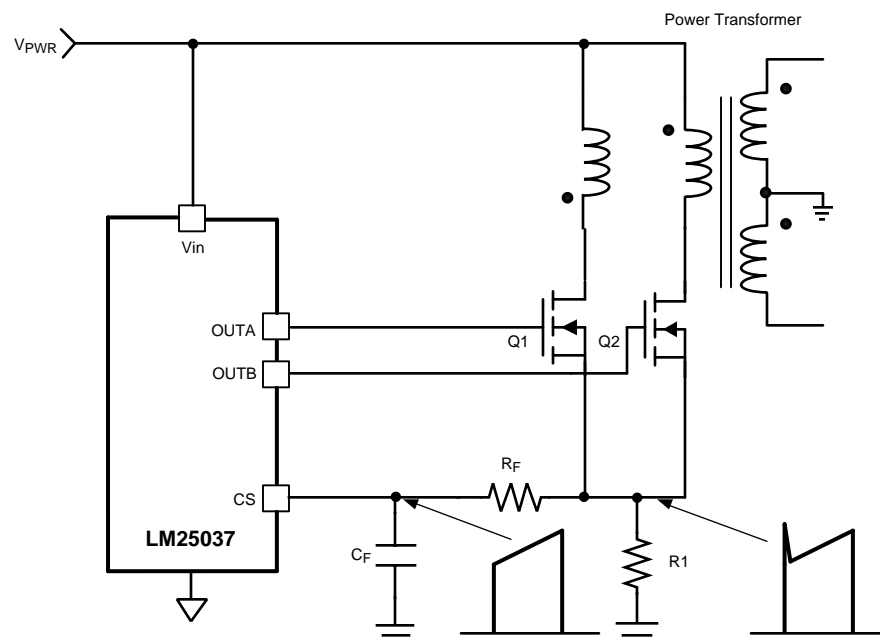 Power Transformer
VPWR
Vin
OUTA
Q1
Q2
OUTB
RF
CS
LM25037
CF
R1